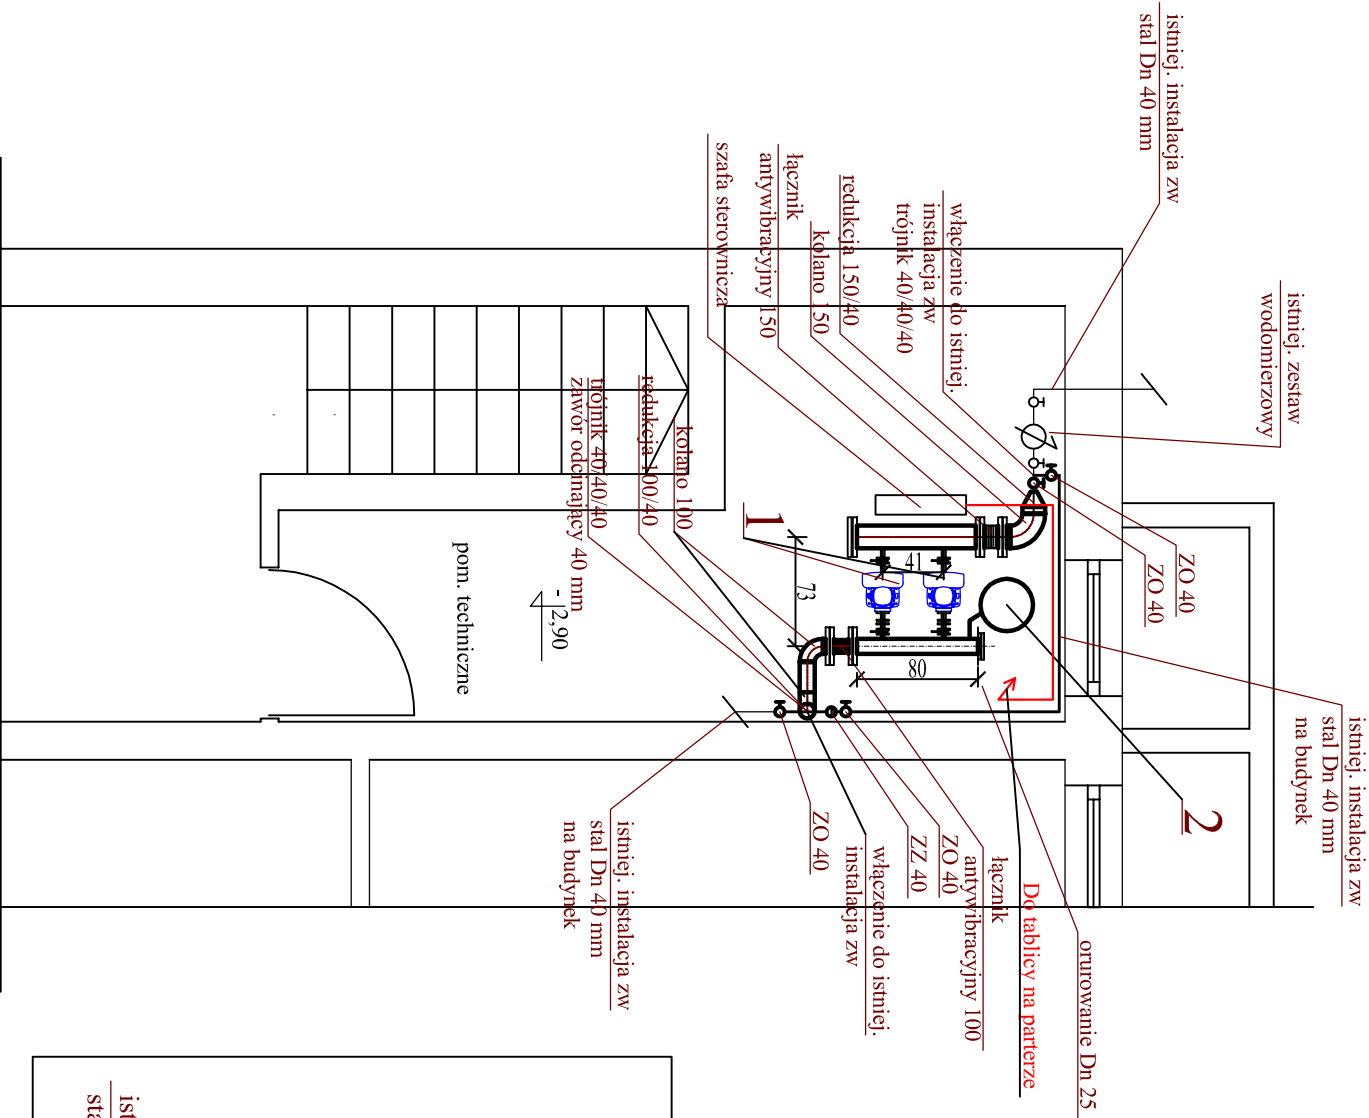 istniej. instalacja zw
stal Dn 40 mm
istniej. zestaw
wodomierzowy
włączenie do istniej.
instalacja zw
trójnik 40/40/40
redukcja 150/40
kolano 150
łącznik
antywibracyjny 150
szafa sterownicza
kolano 100
redukcja 100/40
trójnik 40/40/40
zawór odcinający 40 mm
pom. techniczne
- 2,90
1
41
73
80
ZO 40
ZO 40
2
istniej. instalacja zw
stal Dn 40 mm
na budynek
orurowanie Dn 25
Do tablicy na parterze
łącznik
antywibracyjny 100
ZO 40
ZZ 40
włączenie do istniej.
instalacja zw
ZO 40
istniej. instalacja zw
stal Dn 40 mm
na budynek